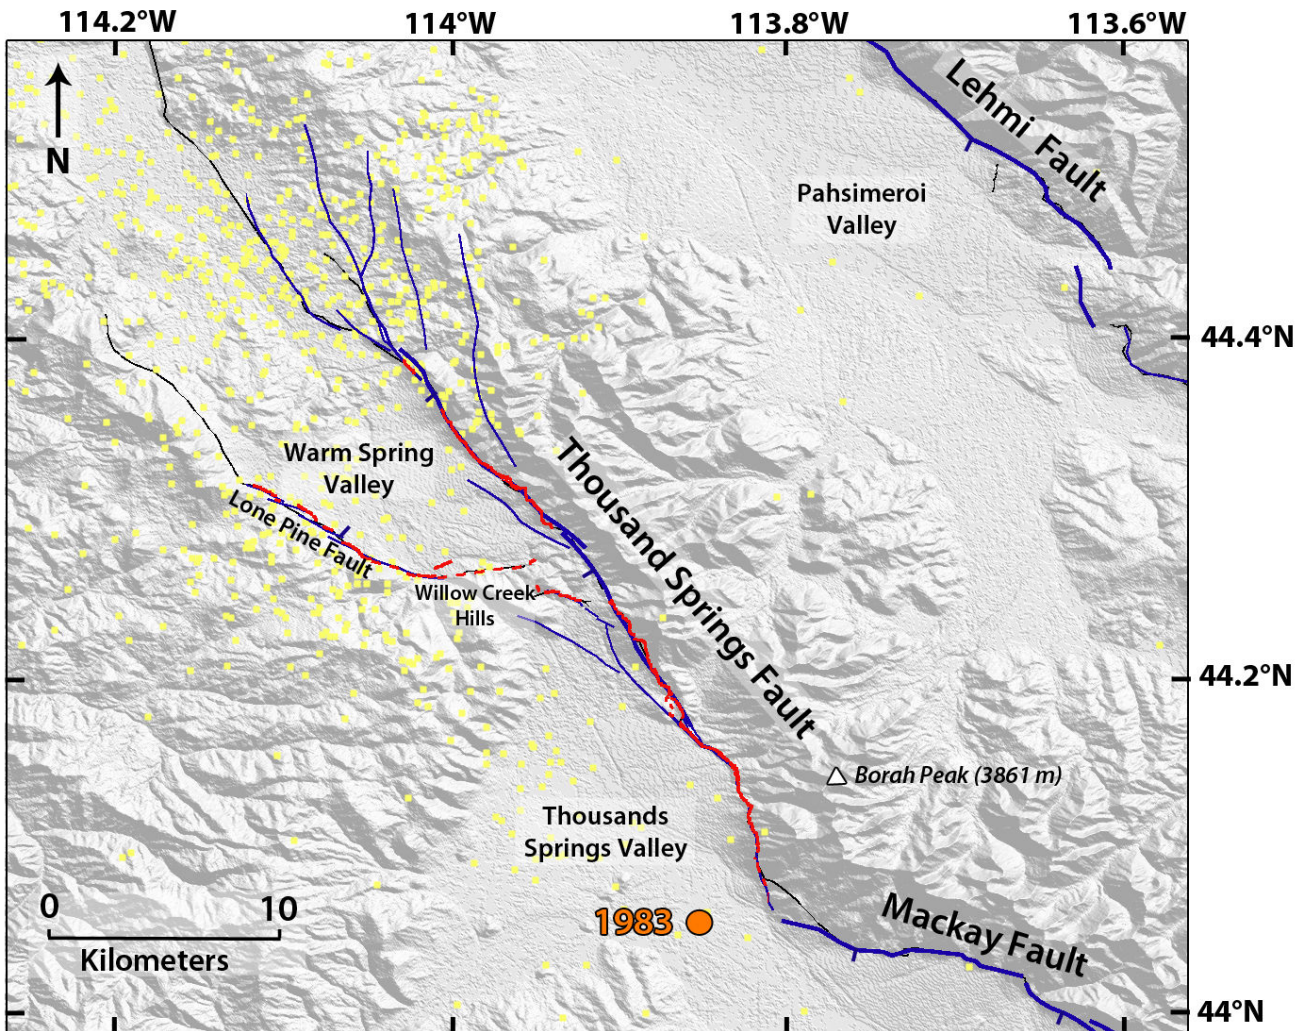 114.2°W
114°W
113.8°W
113.6°W
Lehmi Fault
N
Pahsimeroi
Valley
44.4°N
Warm Spring
Valley
Thousand Springs Fault
Lone Pine Fault
Willow Creek
Hills
44.2°N
Borah Peak (3861 m)
Thousands
Springs Valley
0
10
Kilometers
1983
Mackay Fault
44°N